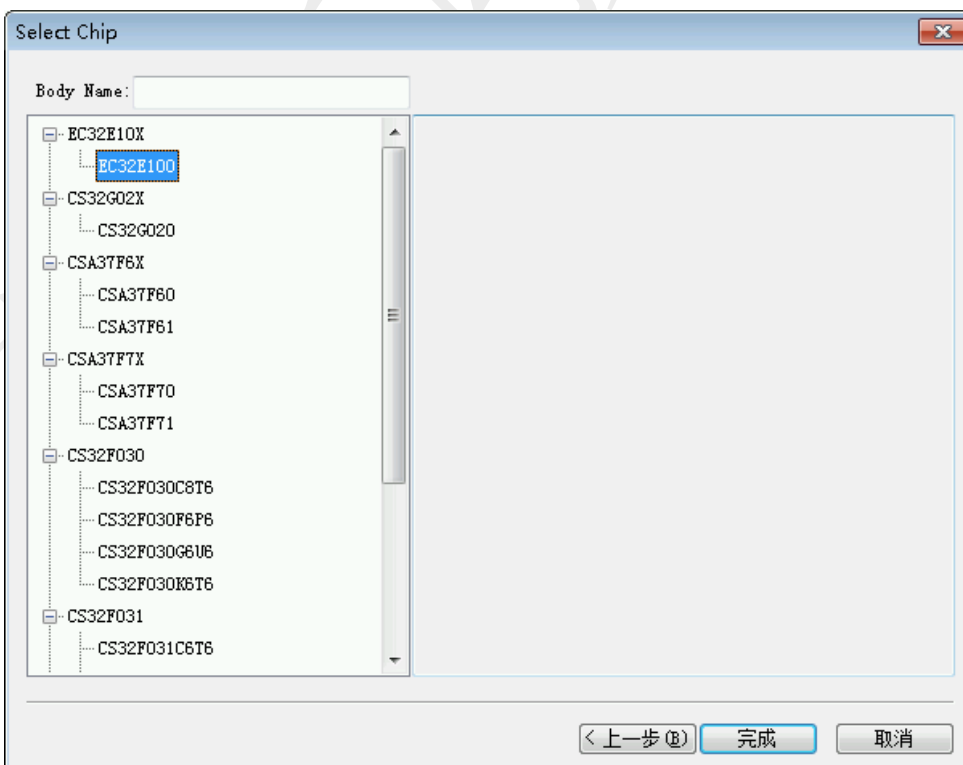 Select Chip
Body Name:
EC32E10X
EC32E100
CS32G02X
CS32G020
CSA37F6X
CSA37F60
CSA37F61
CSA37F7X
CSA37F70
CSA37F71
CS32F030
CS32F030C8T6
CS32F030F6P6
CS32F030G6U6
CS32F030K6T6
CS32F031
CS32F031C6T6
< 上一步(B) 完成 取消